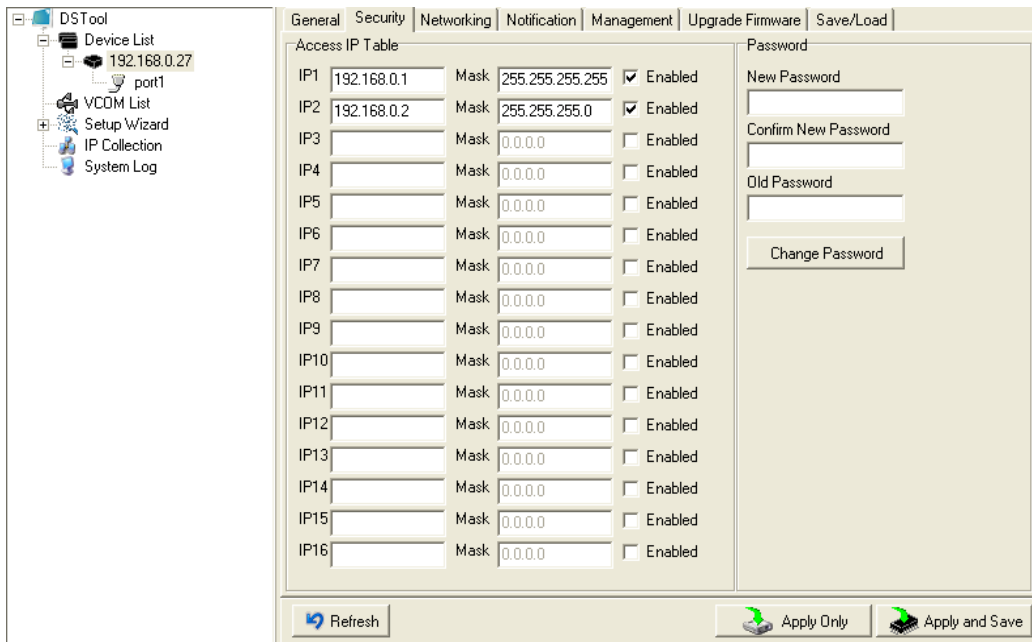 DSTool
Device List
192.168.0.27
port1
VCOM List
Setup Wizard
IP Collection
System Log
General Security Networking Notification Management Upgrade Firmware Save/Load
Access IP Table
IP1 192.168.0.1 Mask 255.255.255.255 Enabled
IP2 192.168.0.2 Mask 255.255.255.0 Enabled
IP3 Mask 0.0.0.0 Enabled
IP4 Mask 0.0.0.0 Enabled
IP5 Mask 0.0.0.0 Enabled
IP6 Mask 0.0.0.0 Enabled
IP7 Mask 0.0.0.0 Enabled
IP8 Mask 0.0.0.0 Enabled
IP9 Mask 0.0.0.0 Enabled
IP10 Mask 0.0.0.0 Enabled
IP11 Mask 0.0.0.0 Enabled
IP12 Mask 0.0.0.0 Enabled
IP13 Mask 0.0.0.0 Enabled
IP14 Mask 0.0.0.0 Enabled
IP15 Mask 0.0.0.0 Enabled
IP16 Mask 0.0.0.0 Enabled
Password
New Password
Confirm New Password
Old Password
Change Password
Refresh Apply Only Apply and Save